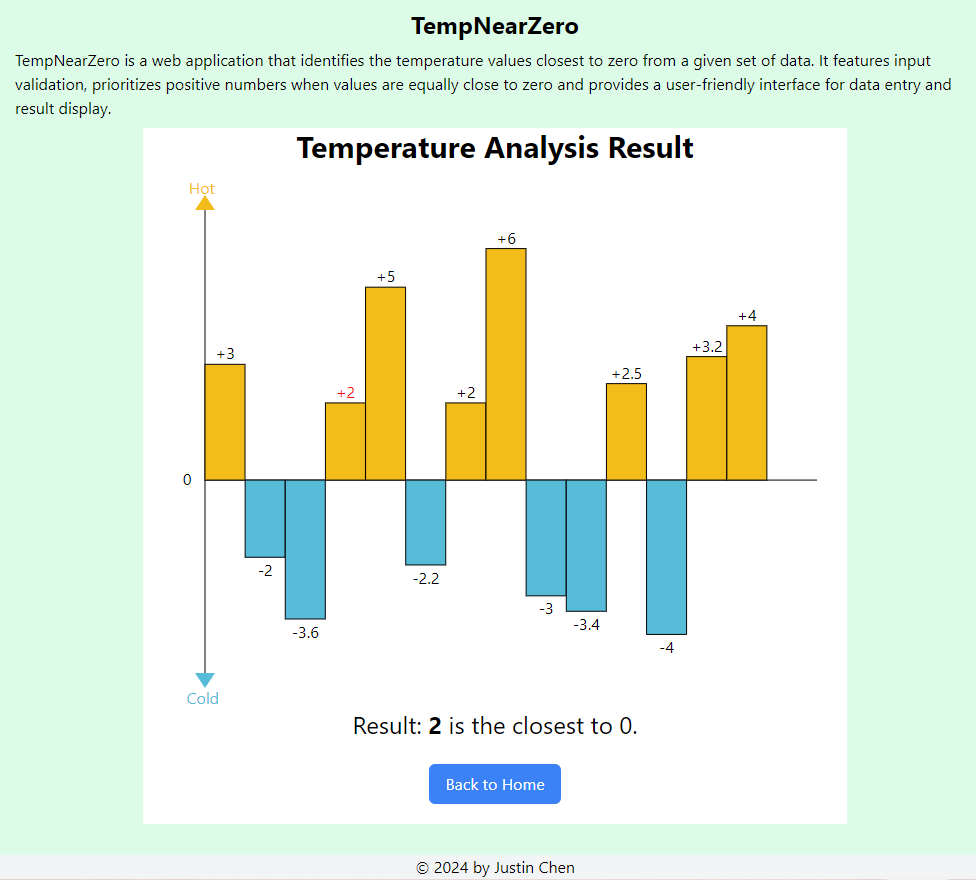 TempNearZero
TempNearZero is a web application that identifies the temperature values closest to zero from a given set of data. It features input
validation, prioritizes positive numbers when values are equally close to zero and provides a user-friendly interface for data entry and
result display.
Temperature Analysis Result
Hot
+6
+5
+4
+3.2
+3
+2.5
+2
+2
0
-2
-2.2
-3
-3.4
-3.6
-4
Cold
Result: 2 is the closest to 0.
Back to Home
© 2024 by Justin Chen